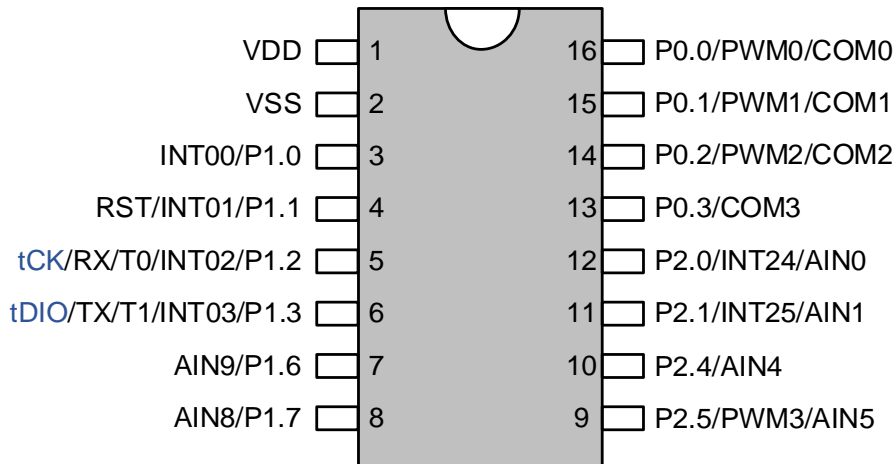 VDD 1 16 P0.0/PWM0/COM0
VSS 2 15 P0.1/PWM1/COM1
INT00/P1.0 3 14 P0.2/PWM2/COM2
RST/INT01/P1.1 4 13 P0.3/COM3
tCK/RX/T0/INT02/P1.2 5 12 P2.0/INT24/AIN0
tDIO/TX/T1/INT03/P1.3 6 11 P2.1/INT25/AIN1
AIN9/P1.6 7 10 P2.4/AIN4
AIN8/P1.7 8 9 P2.5/PWM3/AIN5